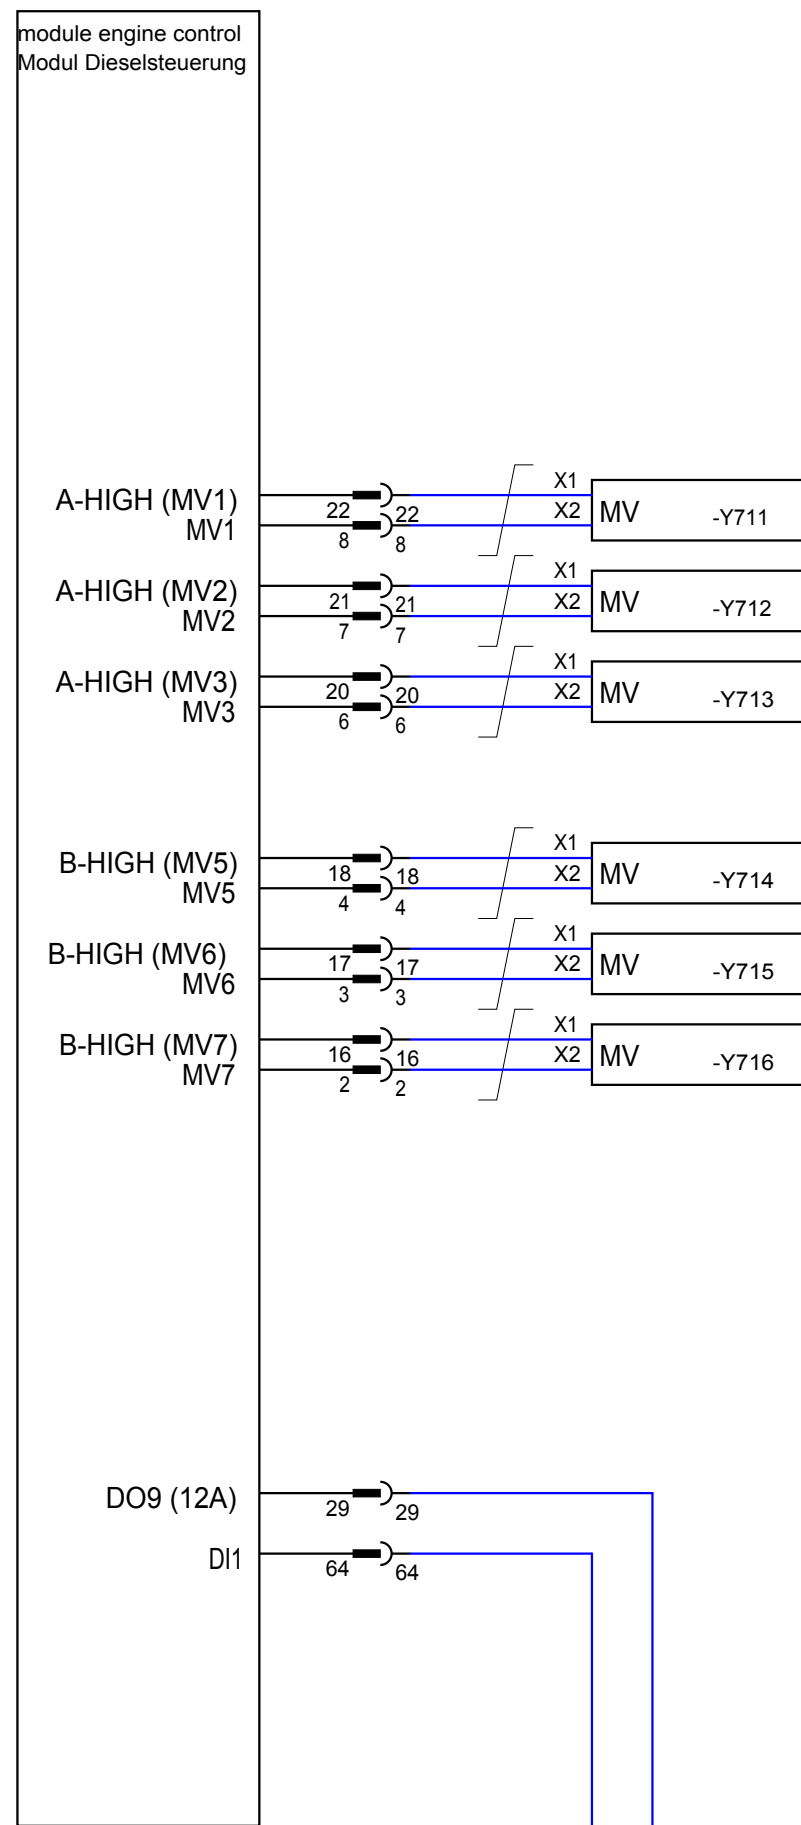 module engine control
Modul Dieselsteuerung
A-HIGH (MV1) 22 22 X1
MV1 8 8 X2 MV -Y711
A-HIGH (MV2) 21 21 X1
MV2 7 7 X2 MV -Y712
A-HIGH (MV3) 20 20 X1
MV3 6 6 X2 MV -Y713
B-HIGH (MV5) 18 18 X1
MV5 4 4 X2 MV -Y714
B-HIGH (MV6) 17 17 X1
MV6 3 3 X2 MV -Y715
B-HIGH (MV7) 16 16 X1
MV7 2 2 X2 MV -Y716
DO9 (12A) 29 29
DI1 64 64